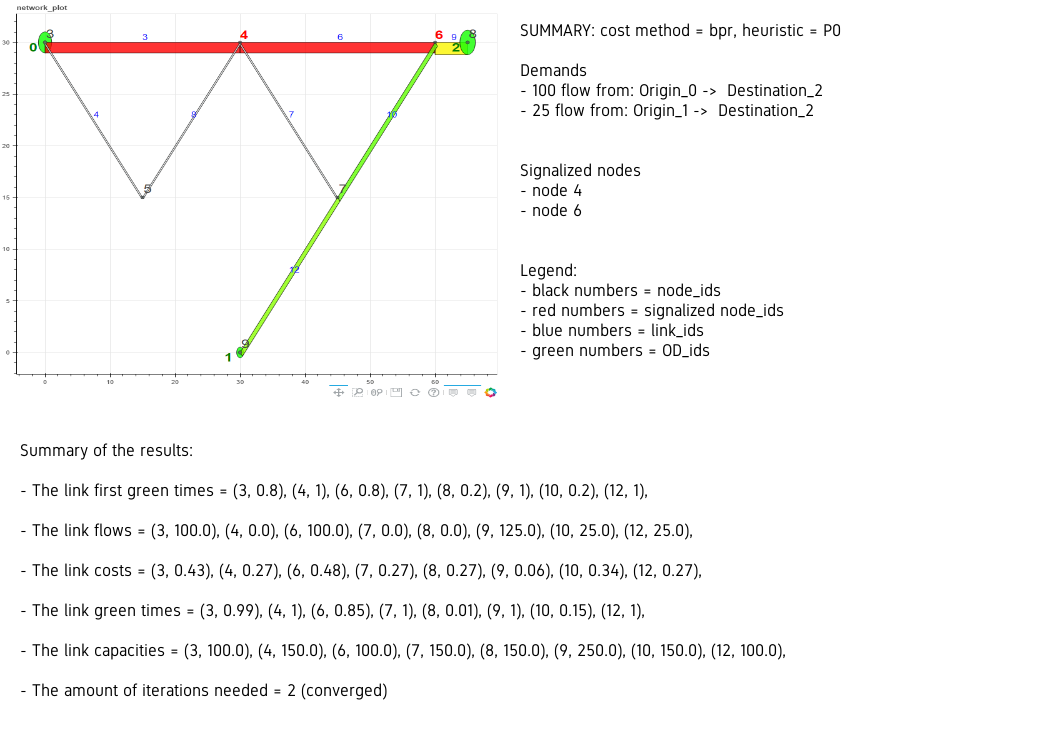 network_plot
SUMMARY: cost method = bpr, heuristic = P0
Demands
- 100 flow from: Origin_0 -> Destination_2
- 25 flow from: Origin_1 -> Destination_2
Signalized nodes
- node 4
- node 6
Legend:
- black numbers = node_ids
- red numbers = signalized node_ids
- blue numbers = link_ids
- green numbers = OD_ids
3 3 4 6 6 9 8
0 2
30
25
4 8 7 10
20
5 7
15
10
12
5
9
0 1
0 10 20 30 40 50 60
Summary of the results:
- The link first green times = (3, 0.8), (4, 1), (6, 0.8), (7, 1), (8, 0.2), (9, 1), (10, 0.2), (12, 1),
- The link flows = (3, 100.0), (4, 0.0), (6, 100.0), (7, 0.0), (8, 0.0), (9, 125.0), (10, 25.0), (12, 25.0),
- The link costs = (3, 0.43), (4, 0.27), (6, 0.48), (7, 0.27), (8, 0.27), (9, 0.06), (10, 0.34), (12, 0.27),
- The link green times = (3, 0.99), (4, 1), (6, 0.85), (7, 1), (8, 0.01), (9, 1), (10, 0.15), (12, 1),
- The link capacities = (3, 100.0), (4, 150.0), (6, 100.0), (7, 150.0), (8, 150.0), (9, 250.0), (10, 150.0), (12, 100.0),
- The amount of iterations needed = 2 (converged)